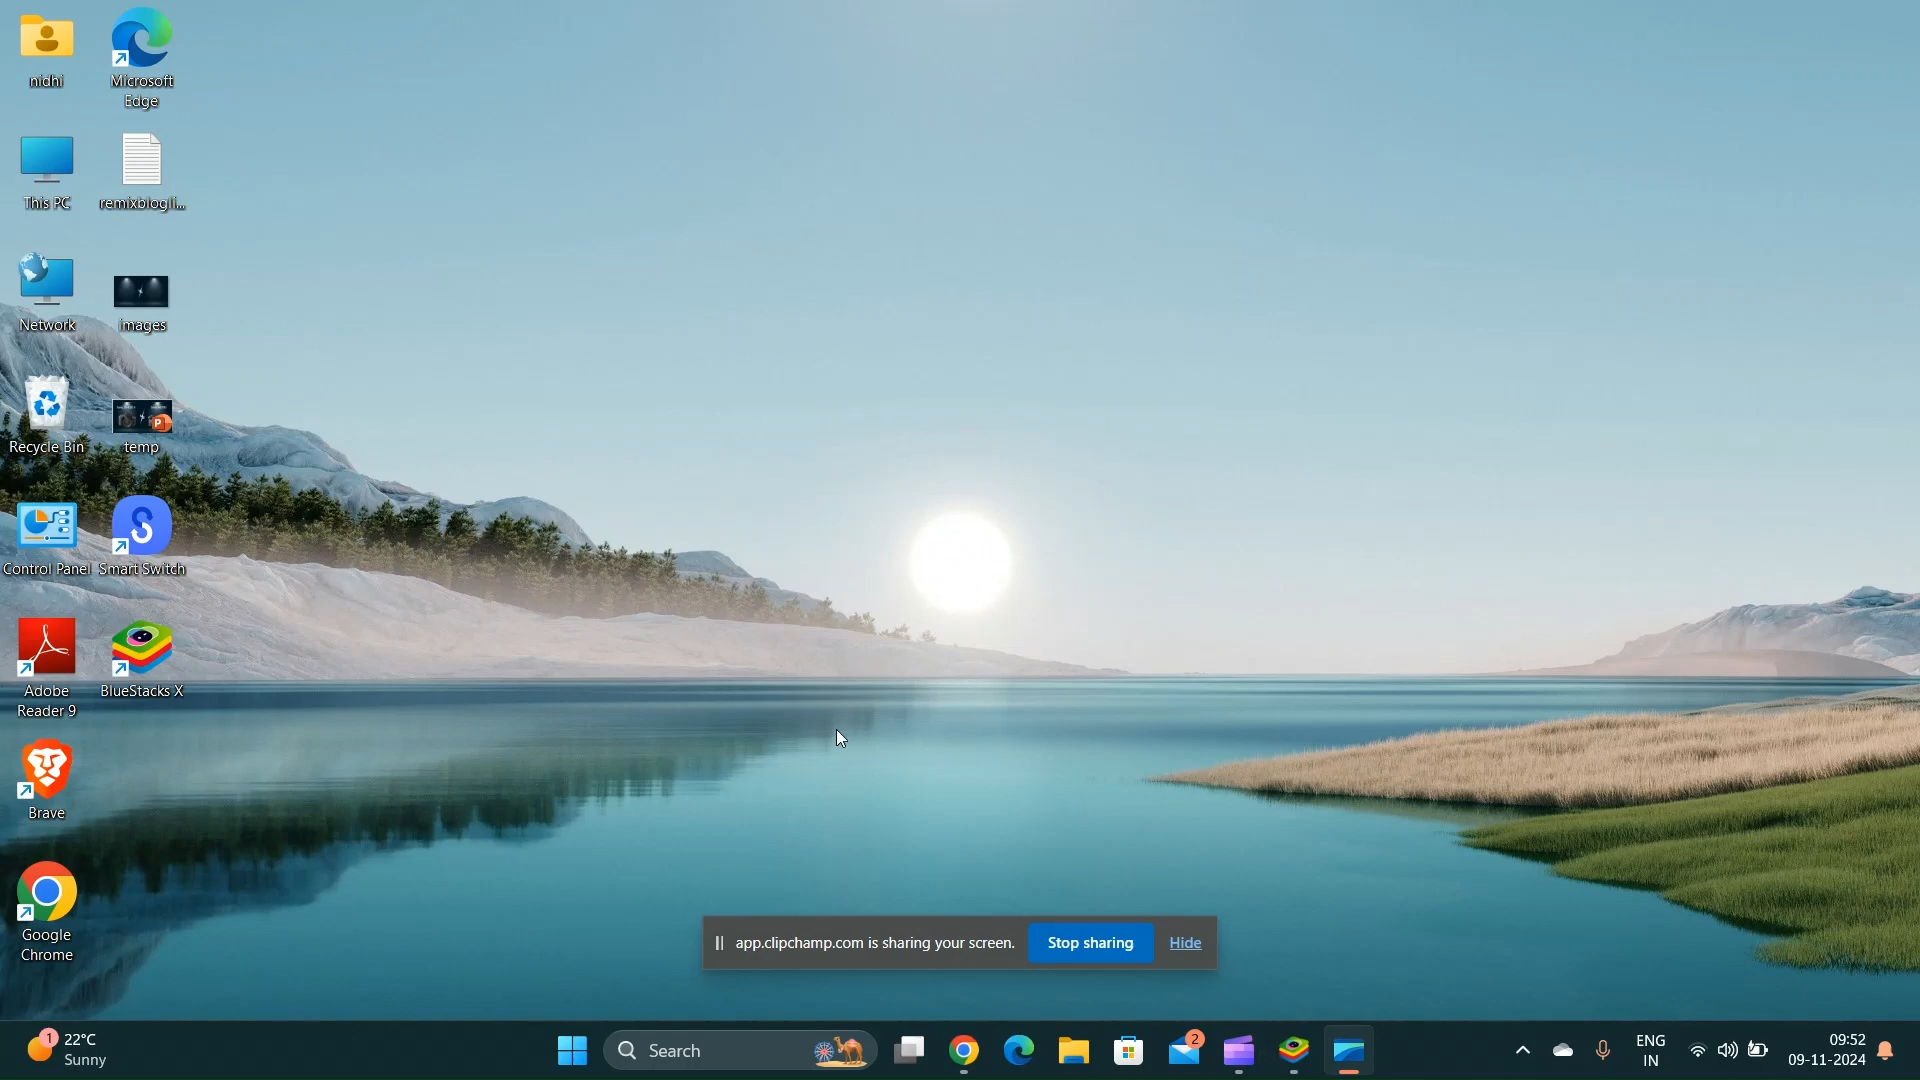 nidhi
Microsoft
Edge
This PC
remixblogli...
Network
images
Recycle Bin
temp
Control Panel
Smart Switch
Adobe
Reader 9
BlueStacks X
Brave
Google
Chrome
app.clipchamp.com is sharing your screen.
Stop sharing
Hide
1
22°C
Sunny
Search
2
ENG
IN
09:52
09-11-2024